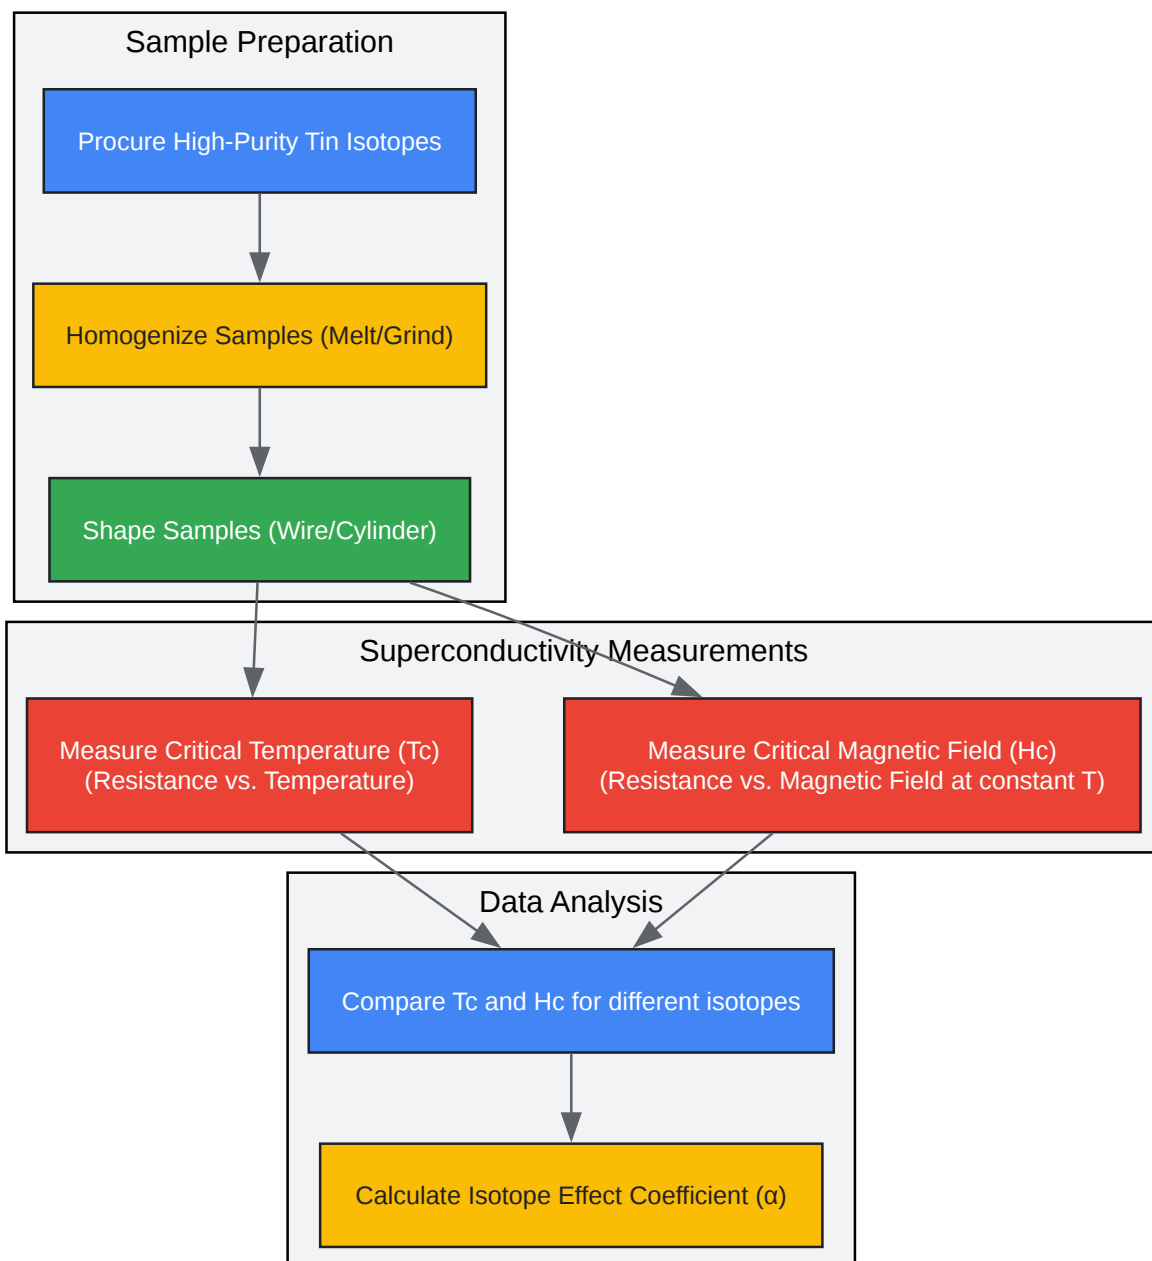 Sample Preparation
Procure High-Purity Tin Isotopes
Homogenize Samples (Melt/Grind)
Shape Samples (Wire/Cylinder)
Superconductivity Measurements
Measure Critical Temperature (Tc)
(Resistance vs. Temperature)
Measure Critical Magnetic Field (Hc)
(Resistance vs. Magnetic Field at constant T)
Data Analysis
Compare Tc and Hc for different isotopes
Calculate Isotope Effect Coefficient (α)